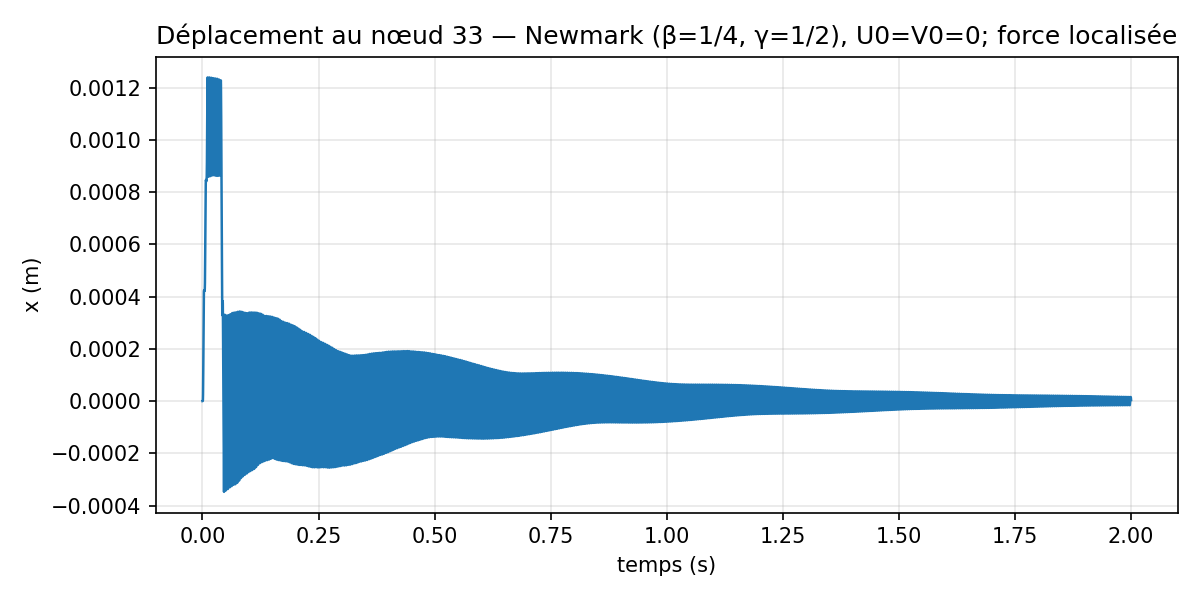 Déplacement au nœud 33 — Newmark (β=1/4, γ=1/2), U0=V0=0; force localisée
0.0012
0.0010
0.0008
0.0006
0.0004
0.0002
0.0000
−0.0002
−0.0004
x (m)
0.00 0.25 0.50 0.75 1.00 1.25 1.50 1.75 2.00
temps (s)